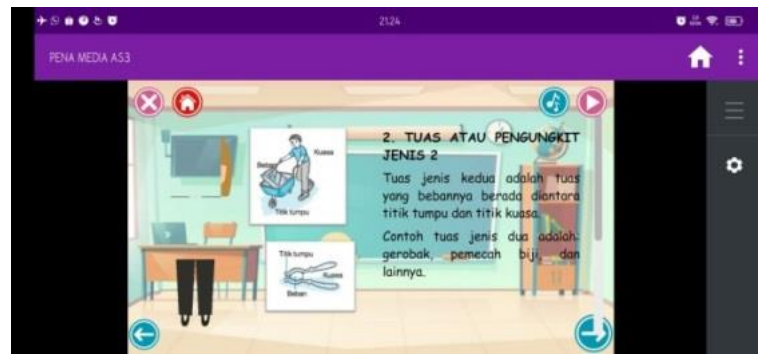 21.24
PENA MEDIA AS3
2. TUAS ATAU PENGUNGKIT
JENIS 2
Tuas jenis kedua adalah tuas
yang bebannya berada diantara
titik tumpu dan titik kuasa.
Contoh tuas jenis dua adalah:
gerobak, pemecah biji, dan
lainnya.
Kuasa
Beban
Titik tumpu
Titik tumpu
Kuasa
Beban